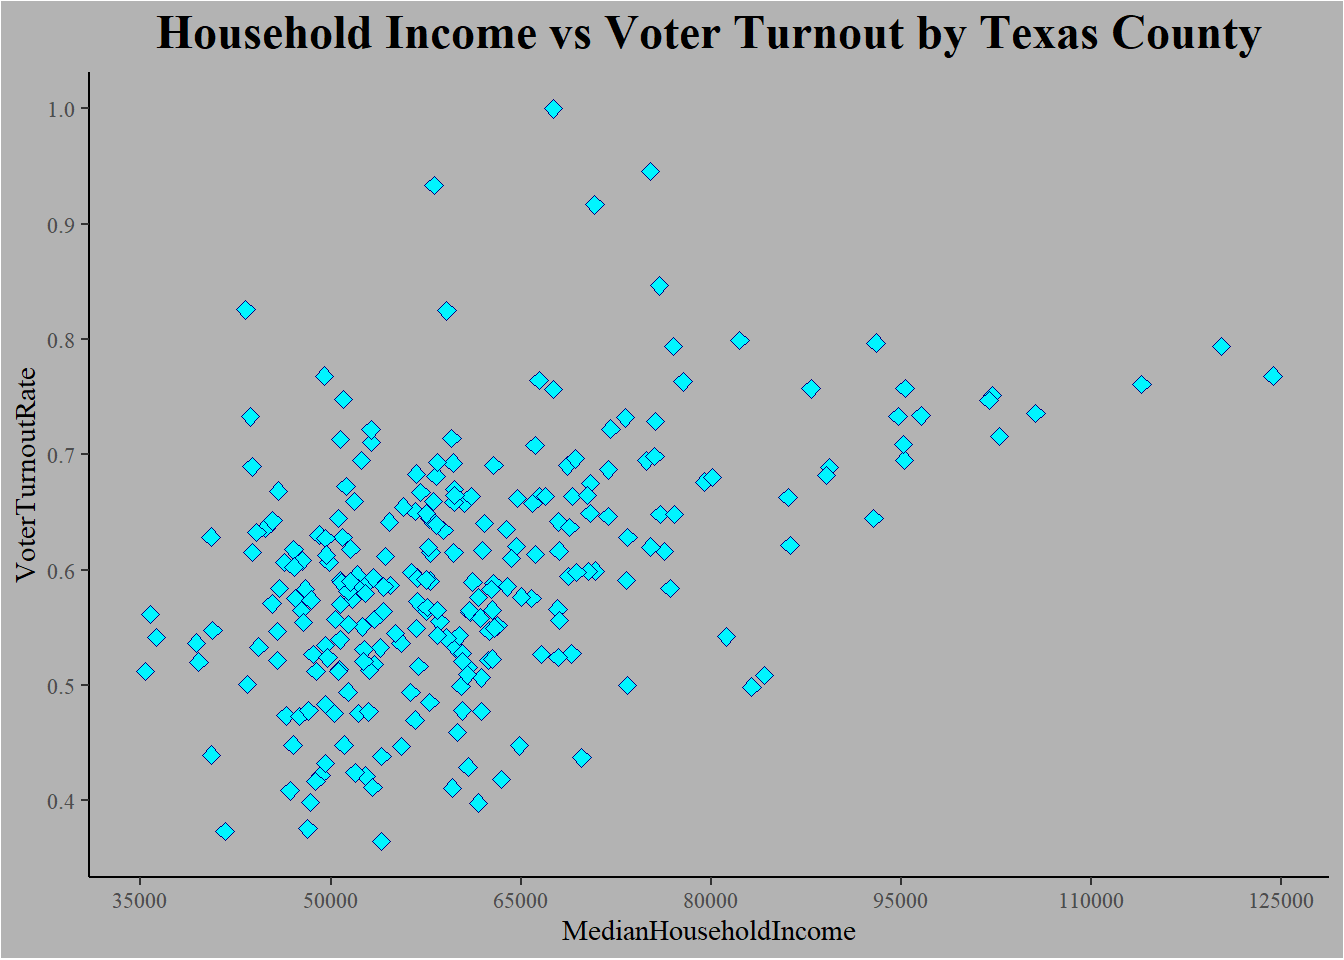 Household Income vs Voter Turnout by Texas County
1.0
0.9
0.8
0.7
0.6
0.5
0.4
VoterTurnoutRate
35000 50000 65000 80000 95000 110000 125000
MedianHouseholdIncome